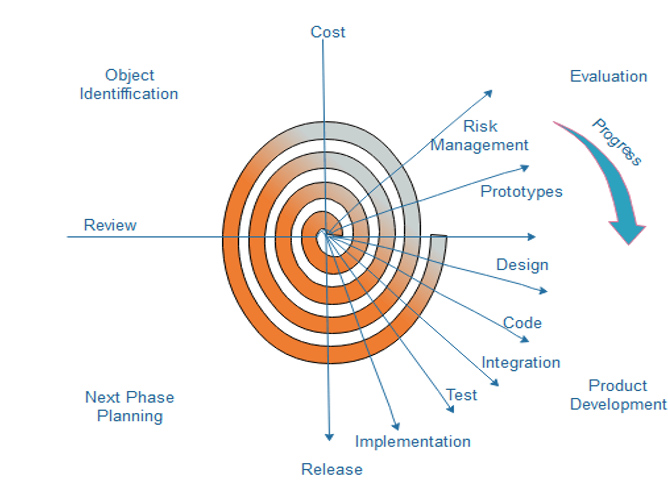 Cost
Object
Identiffication
Evaluation
Progress
Risk
Management
Prototypes
Review
Design
Code
Integration
Test
Next Phase
Planning
Product
Development
Implementation
Release